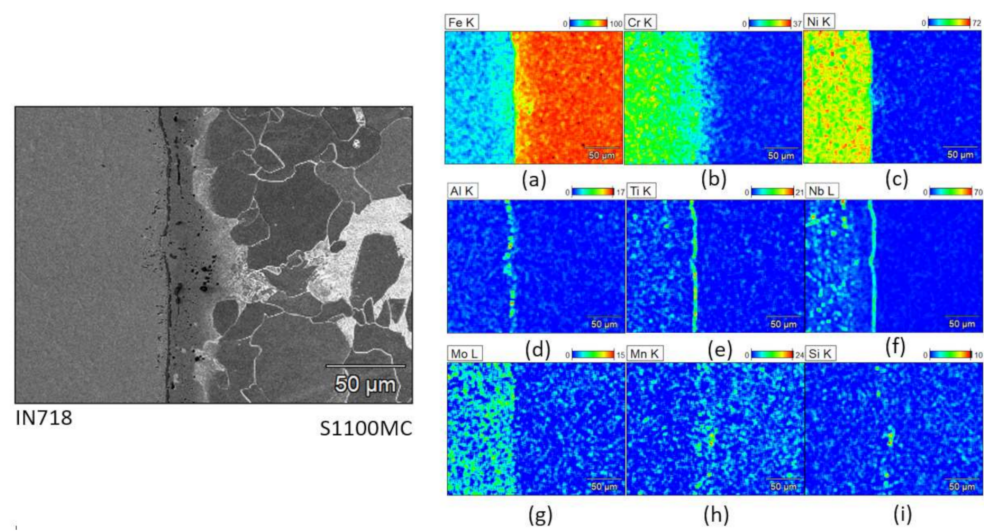 Fe K 0 100
Cr K 0 37
Ni K 0 72
50 µm
50 µm
50 µm
(a)
(b)
(c)
50 µm
IN718
S1100MC
Al K 0 17
Ti K 0 21
Nb L 0 70
50 µm
50 µm
50 µm
(d)
(e)
(f)
Mo L 0 15
Mn K 0 24
Si K 0 10
50 µm
50 µm
50 µm
(g)
(h)
(i)